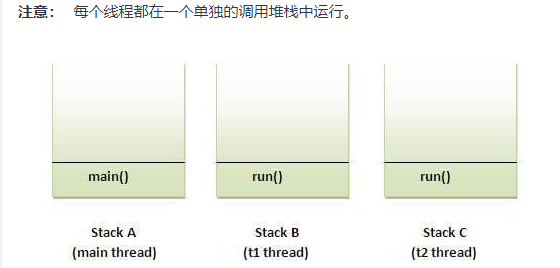 注意： 每个线程都在一个单独的调用堆栈中运行。
main()
run()
run()
Stack A
(main thread)
Stack B
(t1 thread)
Stack C
(t2 thread)